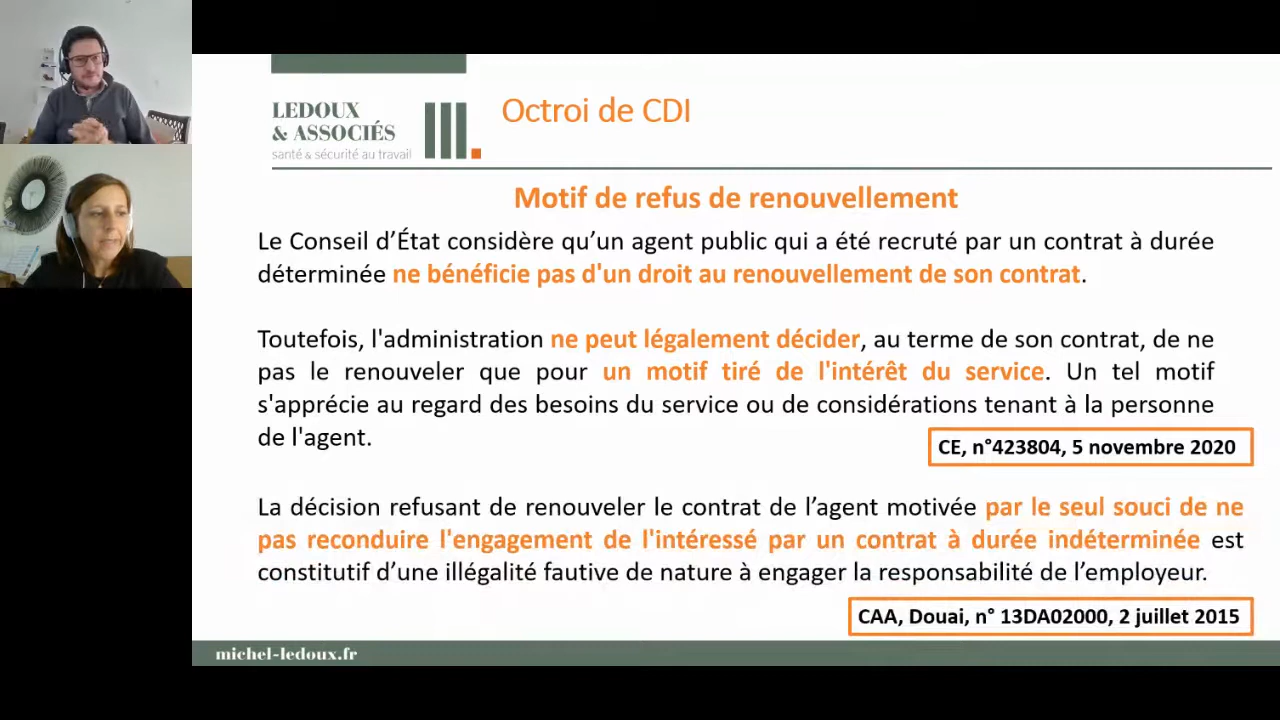 LEDOUX
& ASSOCIÉS
santé & sécurité au travail
Octroi de CDI
Motif de refus de renouvellement
Le Conseil d’État considère qu’un agent public qui a été recruté par un contrat à durée
déterminée ne bénéficie pas d'un droit au renouvellement de son contrat.
Toutefois, l'administration ne peut légalement décider, au terme de son contrat, de ne
pas le renouveler que pour un motif tiré de l'intérêt du service. Un tel motif
s'apprécie au regard des besoins du service ou de considérations tenant à la personne
de l'agent.
CE, n°423804, 5 novembre 2020
La décision refusant de renouveler le contrat de l’agent motivée par le seul souci de ne
pas reconduire l'engagement de l'intéressé par un contrat à durée indéterminée est
constitutif d’une illégalité fautive de nature à engager la responsabilité de l’employeur.
CAA, Douai, n° 13DA02000, 2 juillet 2015
michel-ledoux.fr